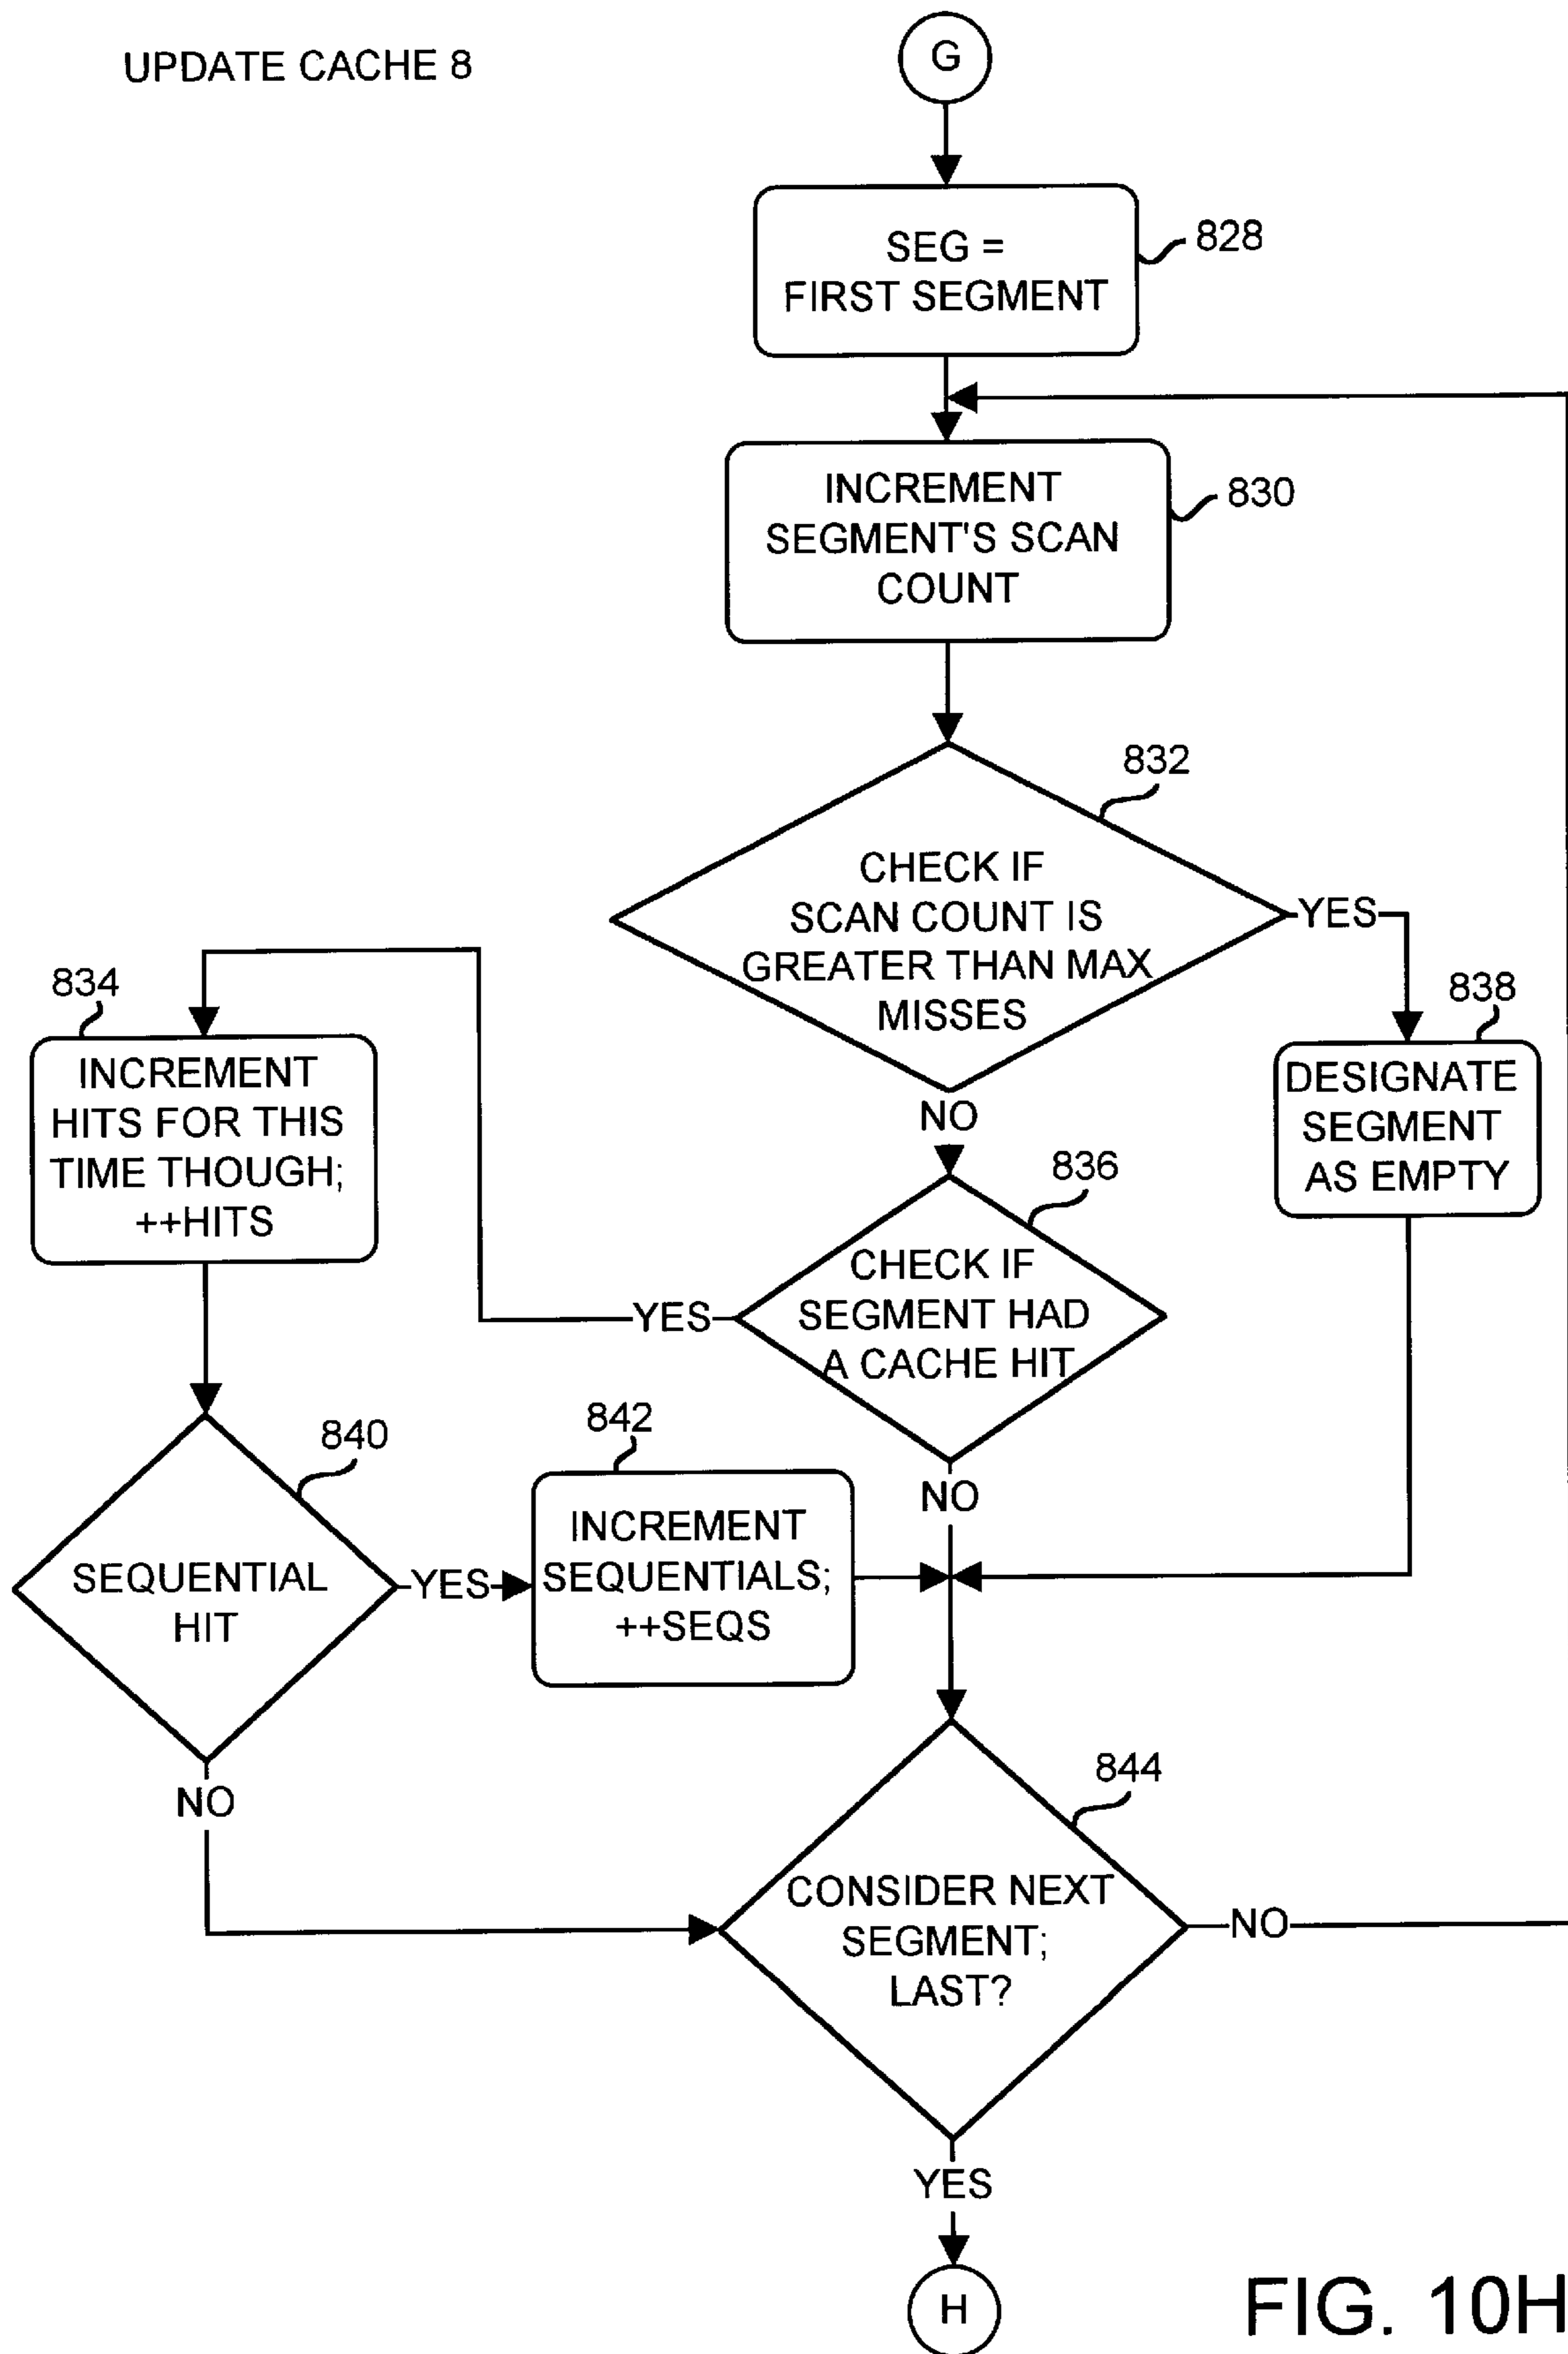 UPDATE CACHE 8
G
SEG =
FIRST SEGMENT
828
INCREMENT
SEGMENT'S SCAN
COUNT
830
832
CHECK IF
SCAN COUNT IS
GREATER THAN MAX
MISSES
YES
NO
834
INCREMENT
HITS FOR THIS
TIME THOUGH;
++HITS
838
DESIGNATE
SEGMENT
AS EMPTY
836
CHECK IF
SEGMENT HAD
A CACHE HIT
YES
NO
840
SEQUENTIAL
HIT
YES
NO
842
INCREMENT
SEQUENTIALS;
++SEQS
844
CONSIDER NEXT
SEGMENT;
LAST?
NO
YES
H
FIG. 10H